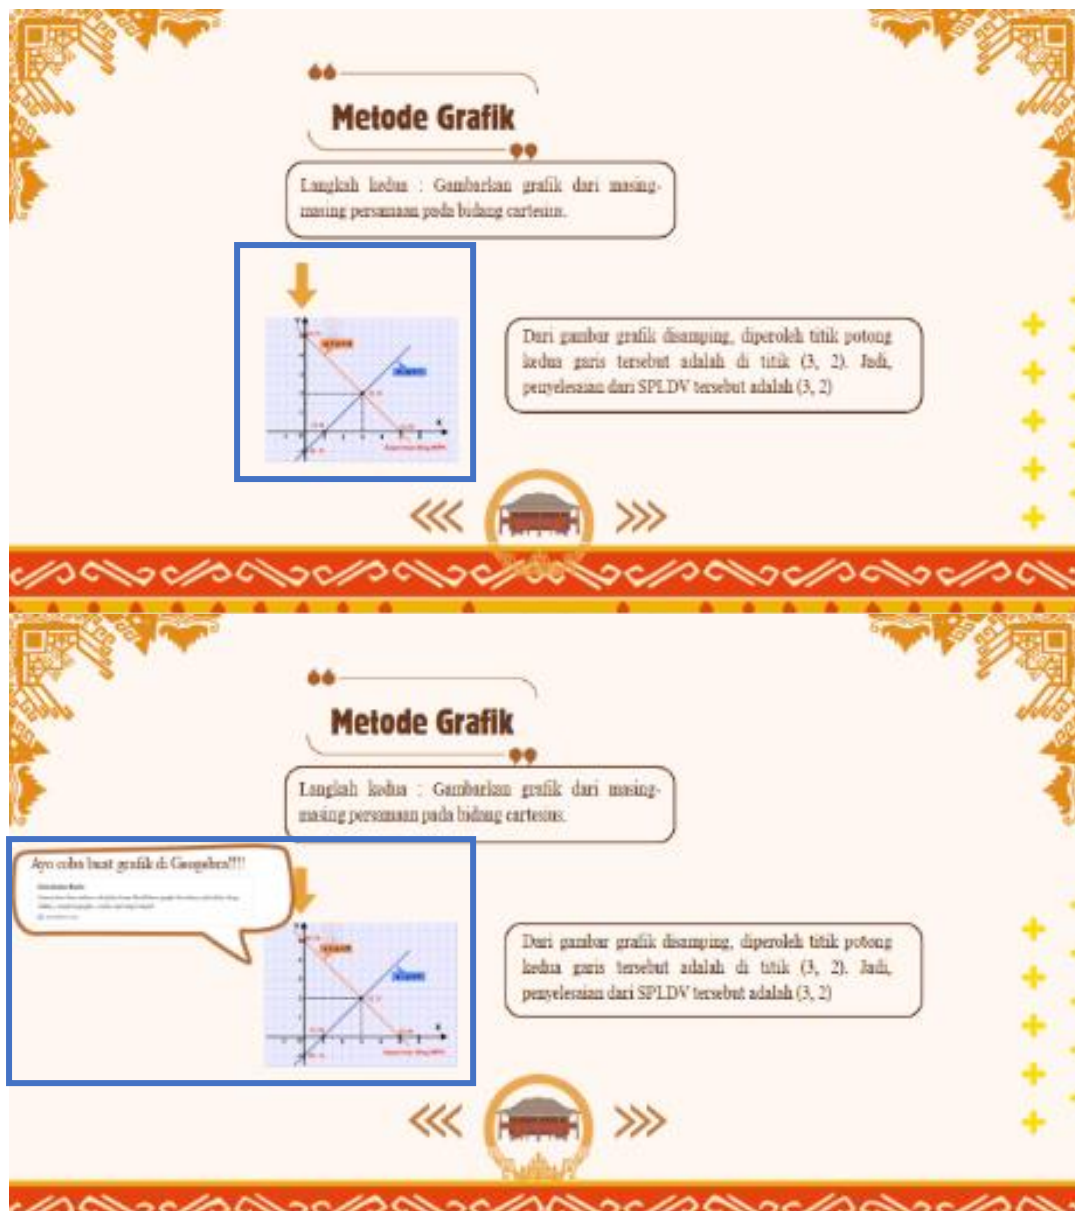 Metode Grafik
Langkah kedua : Gambarkan grafik dari masing-
masing persamaan pada bidang cartesius.
Dari gambar grafik disamping, diperoleh titik potong
kedua garis tersebut adalah di titik (3, 2). Jadi,
penyelesaian dari SPLDV tersebut adalah (3, 2)
Y
X
Metode Grafik
Langkah kedua : Gambarkan grafik dari masing-
masing persamaan pada bidang cartesius.
Ayo coba buat grafik di Geogebra!!!!
Dari gambar grafik disamping, diperoleh titik potong
kedua garis tersebut adalah di titik (3, 2). Jadi,
penyelesaian dari SPLDV tersebut adalah (3, 2)
X